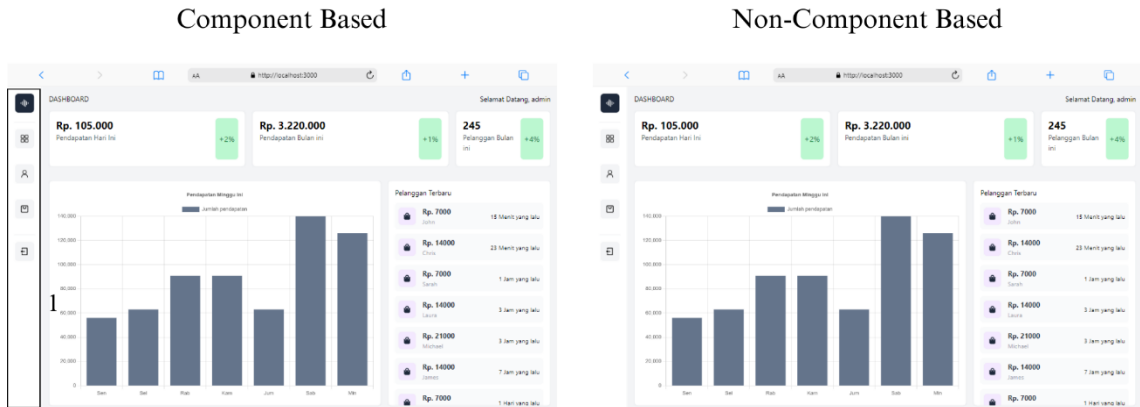 Component Based
Non-Component Based
AA
http://localhost:3000
DASHBOARD
Selamat Datang, admin
Rp. 105.000
Pendapatan Hari Ini
+2%
Rp. 3.220.000
Pendapatan Bulan ini
+1%
245
Pelanggan Bulan
ini
+4%
Pendapatan Minggu Ini
Jumlah pendapatan
140.000
120.000
100.000
80.000
60.000
40.000
20.000
0
Sen
Sel
Rab
Kam
Jum
Sab
Min
1
Pelanggan Terbaru
Rp. 7000
John
15 Menit yang lalu
Rp. 14000
Chris
23 Menit yang lalu
Rp. 7000
Sarah
1 Jam yang lalu
Rp. 14000
Laura
3 Jam yang lalu
Rp. 21000
Michael
3 Jam yang lalu
Rp. 14000
James
7 Jam yang lalu
Rp. 7000
1 Hari yang lalu
AA
http://localhost:3000
DASHBOARD
Selamat Datang, admin
Rp. 105.000
Pendapatan Hari Ini
+2%
Rp. 3.220.000
Pendapatan Bulan ini
+1%
245
Pelanggan Bulan
ini
+4%
Pendapatan Minggu Ini
Jumlah pendapatan
140.000
120.000
100.000
80.000
60.000
40.000
20.000
0
Sen
Sel
Rab
Kam
Jum
Sab
Min
Pelanggan Terbaru
Rp. 7000
John
15 Menit yang lalu
Rp. 14000
Chris
23 Menit yang lalu
Rp. 7000
Sarah
1 Jam yang lalu
Rp. 14000
Laura
3 Jam yang lalu
Rp. 21000
Michael
3 Jam yang lalu
Rp. 14000
James
7 Jam yang lalu
Rp. 7000
1 Hari yang lalu